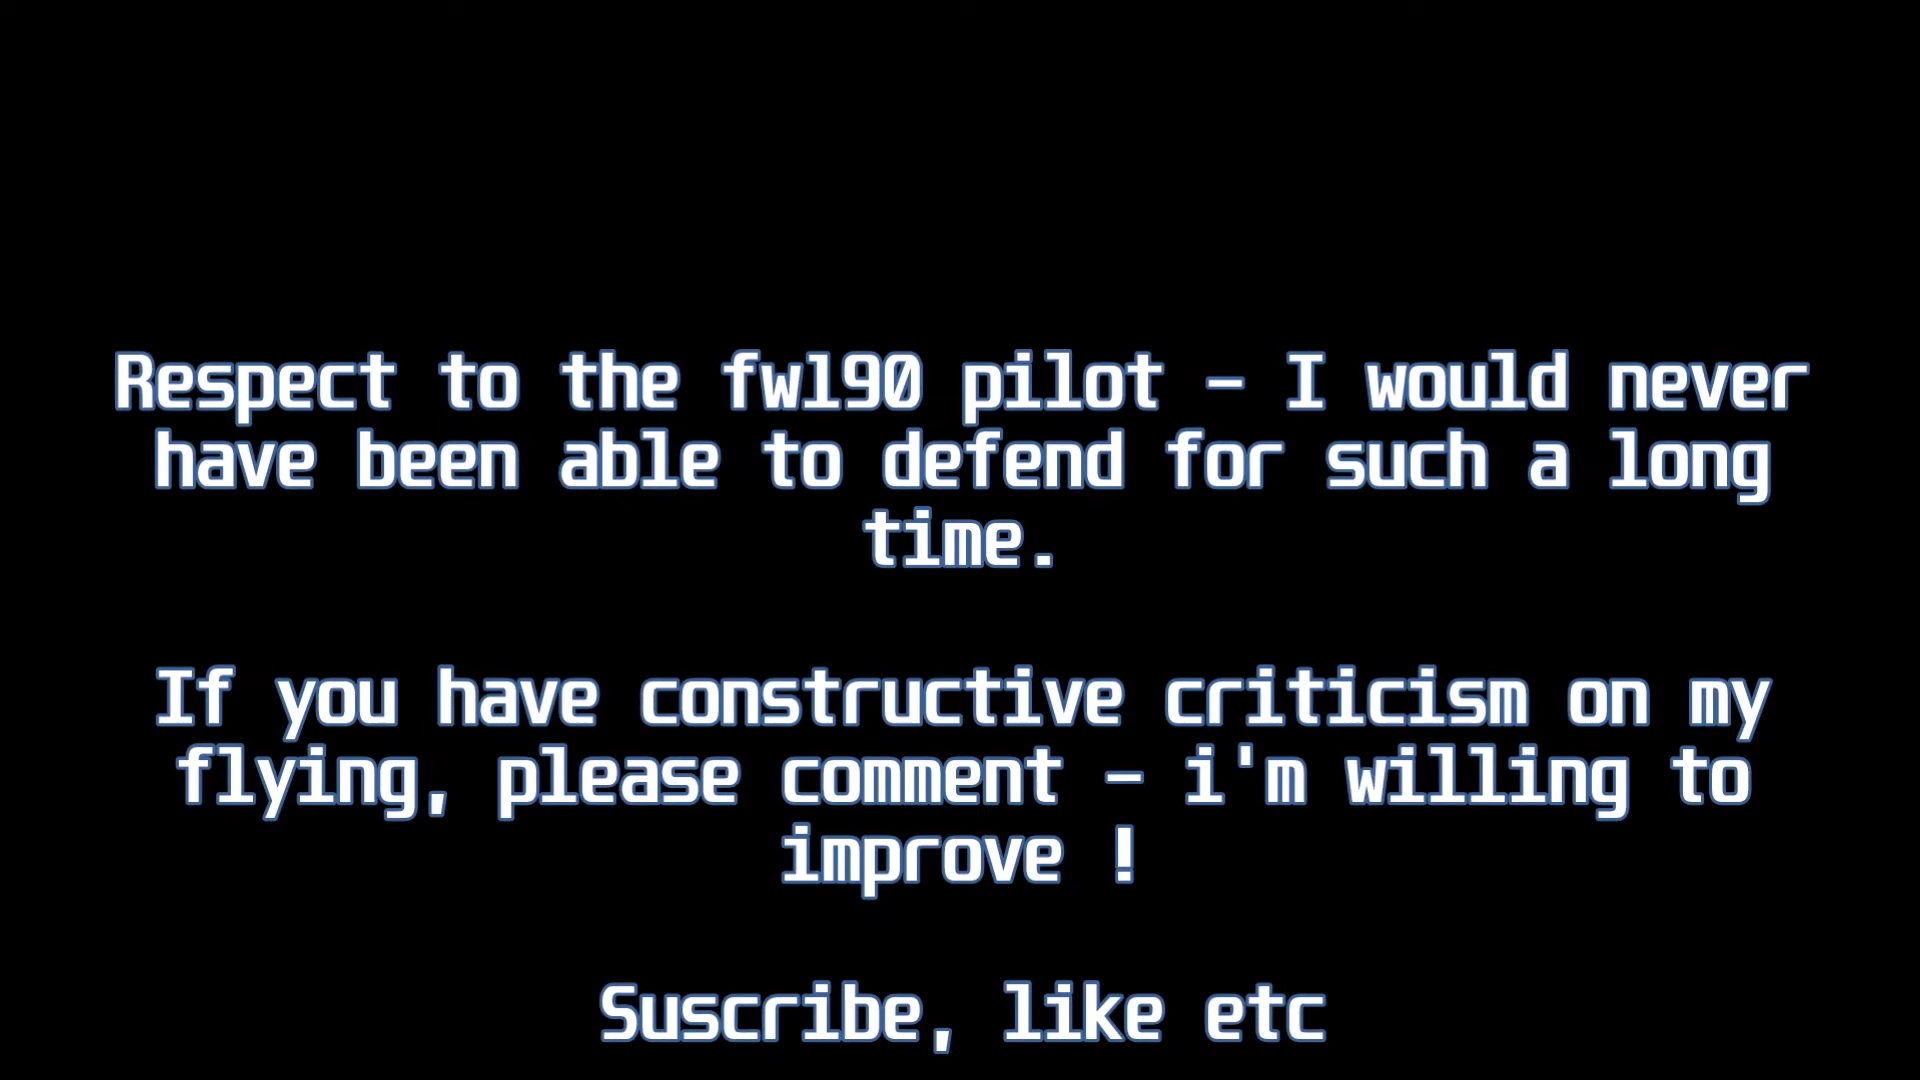 Respect to the fw190 pilot - I would never
have been able to defend for such a long
time.
If you have constructive criticism on my
flying, please comment - i'm willing to
improve !
Suscribe, like etc